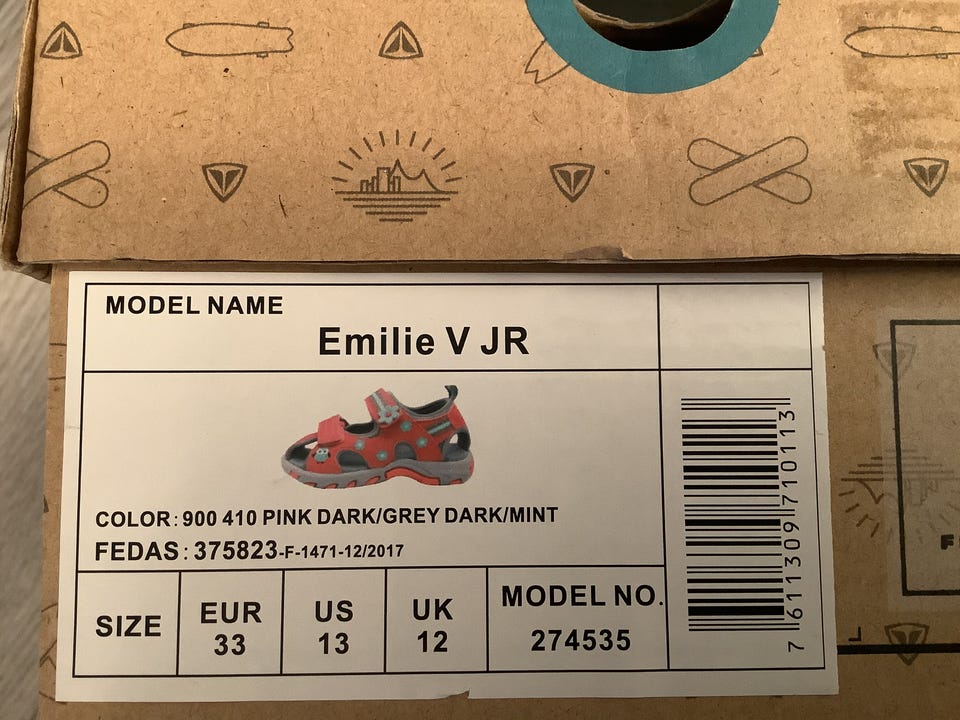 MODEL NAME
Emilie V JR
COLOR: 900 410 PINK DARK/GREY DARK/MINT
FEDAS: 375823-F-1471-12/2017
SIZE
EUR
33
US
13
UK
12
MODEL NO.
274535
7 611309 710113